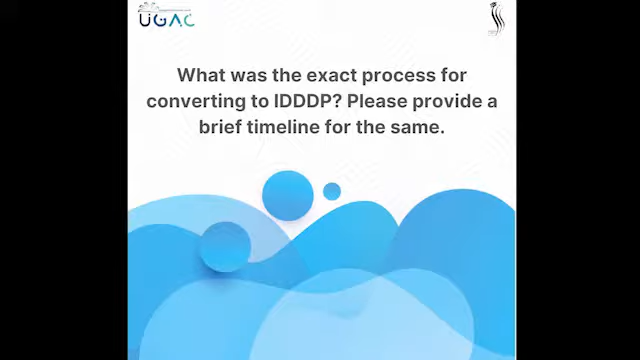 UGAC
What was the exact process for
converting to IDDDP? Please provide a
brief timeline for the same.